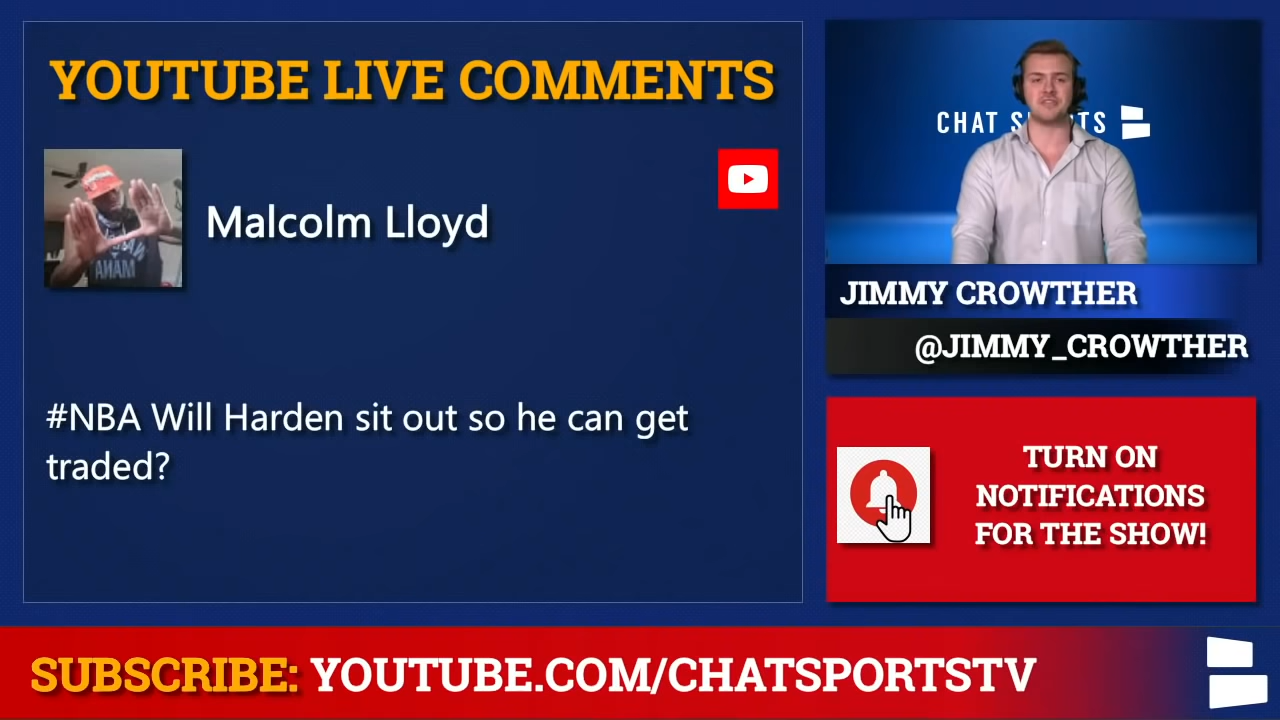 YOUTUBE LIVE COMMENTS
Malcolm Lloyd
#NBA Will Harden sit out so he can get
traded?
CHAT
JIMMY CROWTHER
@JIMMY_CROWTHER
TURN ON
NOTIFICATIONS
FOR THE SHOW!
SUBSCRIBE: YOUTUBE.COM/CHATSPORTSTV